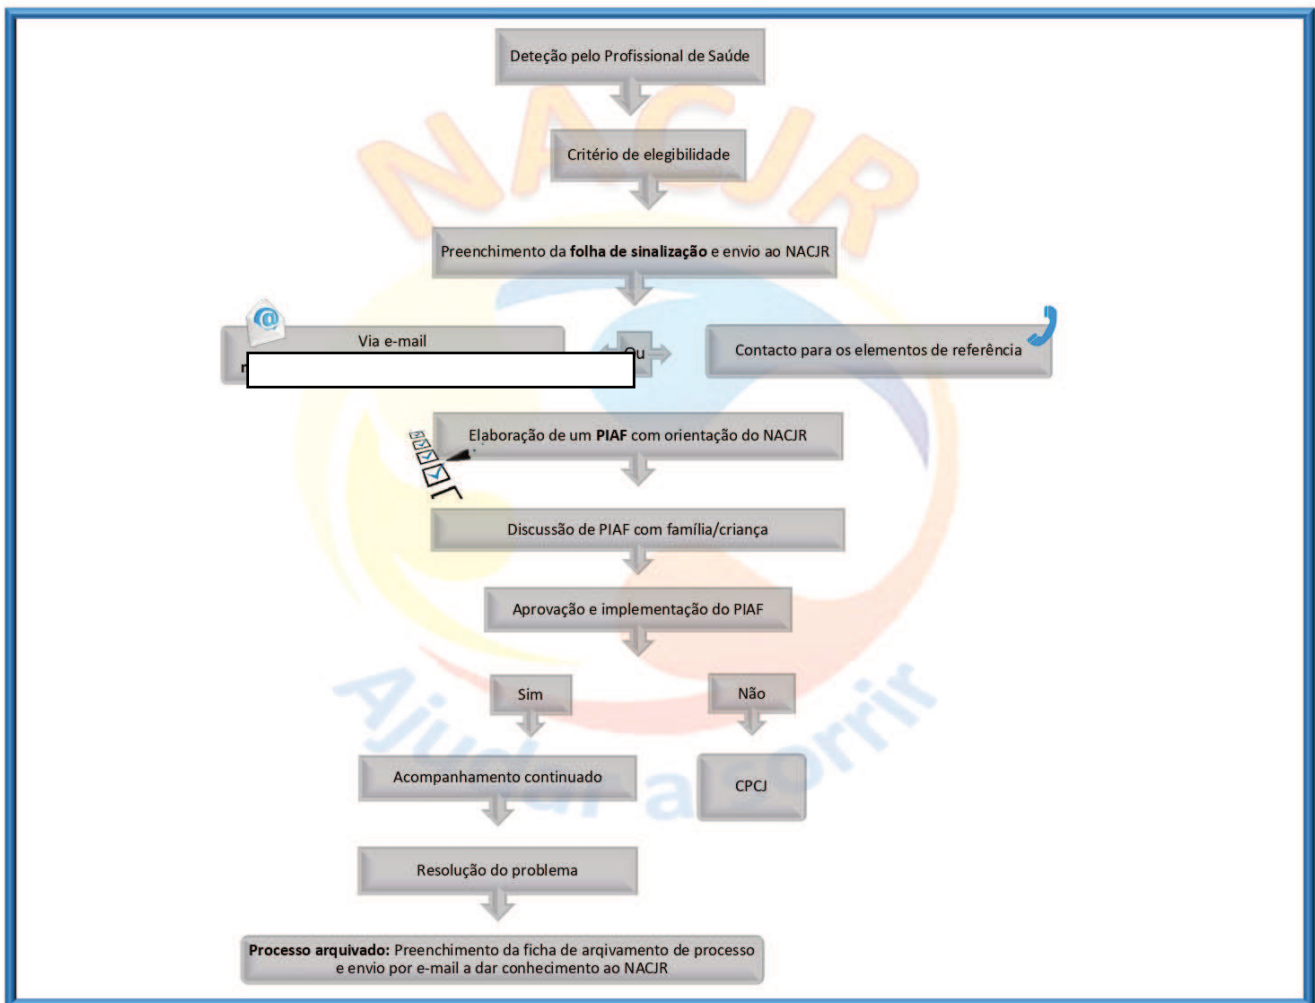 Deteção pelo Profissional de Saúde
NACJR
Critério de elegibilidade
Preenchimento da folha de sinalização e envio ao NACJR
Via e-mail
Ou
Contacto para os elementos de referência
Elaboração de um PIAF com orientação do NACJR
Discussão de PIAF com família/criança
Aprovação e implementação do PIAF
Sim
Não
Ajudar a sorrir
Acompanhamento continuado
CPCJ
Resolução do problema
Processo arquivado: Preenchimento da ficha de arqivamento de processo
e envio por e-mail a dar conhecimento ao NACJR